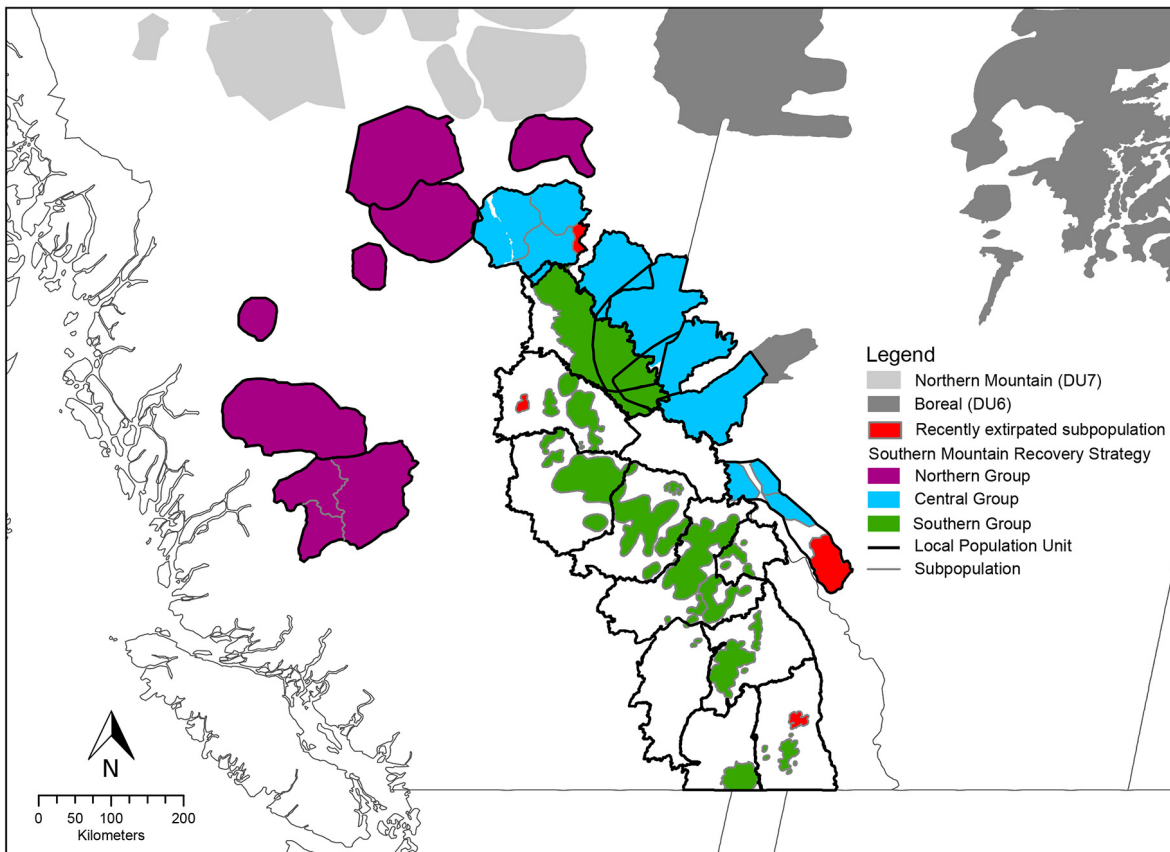 Legend
Northern Mountain (DU7)
Boreal (DU6)
Recently extirpated subpopulation
Southern Mountain Recovery Strategy
Northern Group
Central Group
Southern Group
Local Population Unit
Subpopulation
N
0 50 100 200
Kilometers